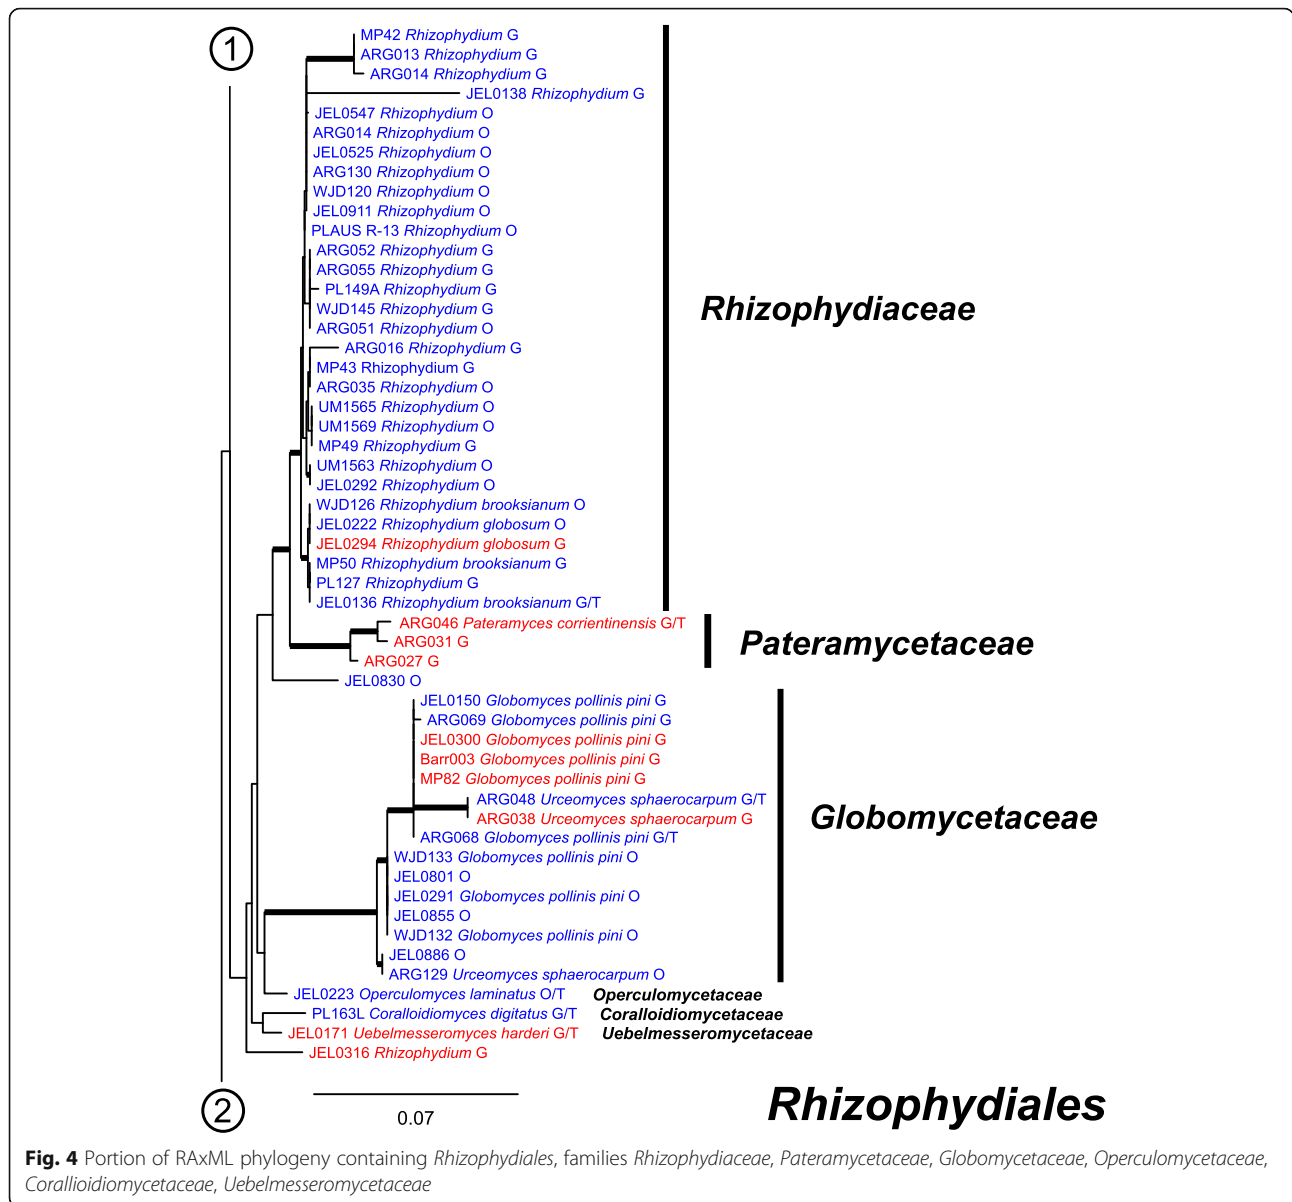 1
MP42 Rhizophydium G
ARG013 Rhizophydium G
ARG014 Rhizophydium G
JEL0138 Rhizophydium G
JEL0547 Rhizophydium O
ARG014 Rhizophydium O
JEL0525 Rhizophydium O
ARG130 Rhizophydium O
WJD120 Rhizophydium O
JEL0911 Rhizophydium O
PLAUS R-13 Rhizophydium O
ARG052 Rhizophydium G
ARG055 Rhizophydium G
PL149A Rhizophydium G
WJD145 Rhizophydium G
ARG051 Rhizophydium O
ARG016 Rhizophydium G
MP43 Rhizophydium G
ARG035 Rhizophydium O
UM1565 Rhizophydium O
UM1569 Rhizophydium O
MP49 Rhizophydium G
UM1563 Rhizophydium O
JEL0292 Rhizophydium O
WJD126 Rhizophydium brooksianum O
JEL0222 Rhizophydium globosum O
JEL0294 Rhizophydium globosum G
MP50 Rhizophydium brooksianum G
PL127 Rhizophydium G
JEL0136 Rhizophydium brooksianum G/T
Rhizophydiaceae
ARG046 Pateramyces corrientinensis G/T
ARG031 G
ARG027 G
Pateramycetaceae
JEL0830 O
JEL0150 Globomyces pollinis pini G
ARG069 Globomyces pollinis pini G
JEL0300 Globomyces pollinis pini G
Barr003 Globomyces pollinis pini G
MP82 Globomyces pollinis pini G
ARG048 Urceomyces sphaerocarpum G/T
ARG038 Urceomyces sphaerocarpum G
ARG068 Globomyces pollinis pini G/T
WJD133 Globomyces pollinis pini O
JEL0801 O
JEL0291 Globomyces pollinis pini O
JEL0855 O
WJD132 Globomyces pollinis pini O
JEL0886 O
ARG129 Urceomyces sphaerocarpum O
Globomycetaceae
JEL0223 Operculomyces laminatus O/T Operculomycetaceae
PL163L Coralloidiomyces digitatus G/T Coralloidiomycetaceae
JEL0171 Uebelmesseromyces harderi G/T Uebelmesseromycetaceae
JEL0316 Rhizophydium G
2
0.07
Rhizophydiales
Fig. 4 Portion of RAxML phylogeny containing Rhizophydiales, families Rhizophydiaceae, Pateramycetaceae, Globomycetaceae, Operculomycetaceae,
Corallioidiomycetaceae, Uebelmesseromycetaceae